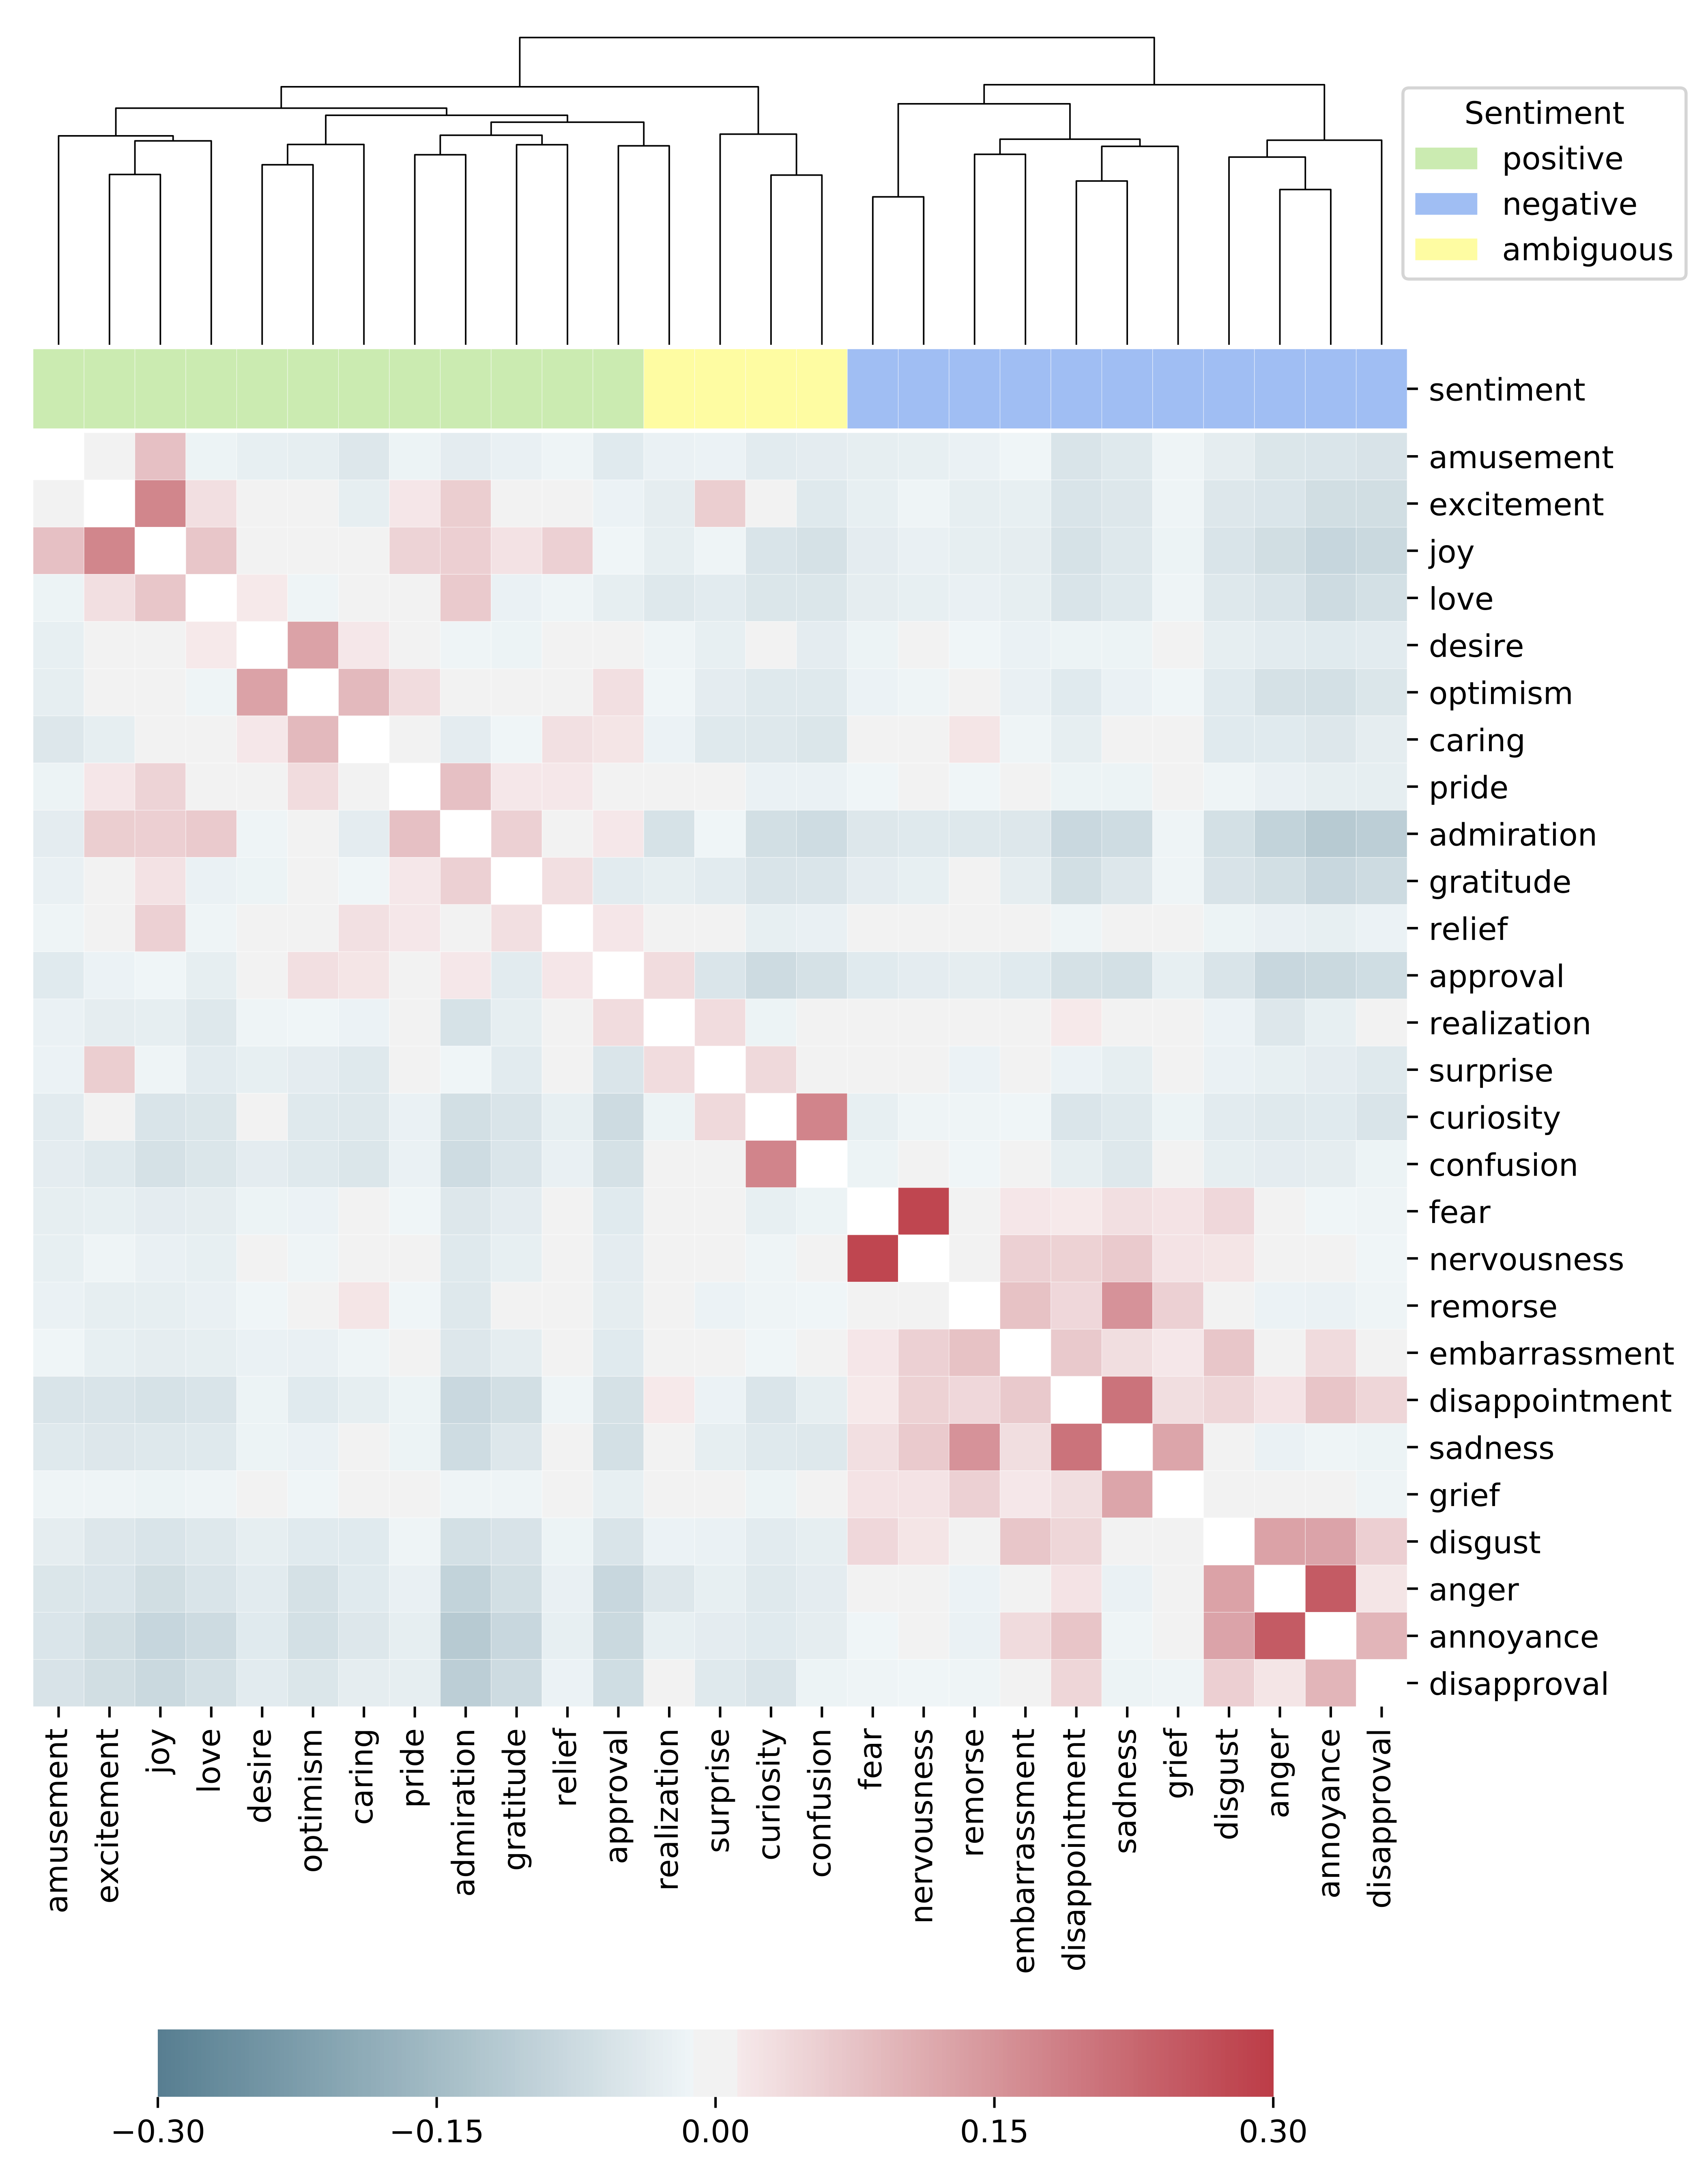 Sentiment
positive
negative
ambiguous
sentiment
amusement
excitement
joy
love
desire
optimism
caring
pride
admiration
gratitude
relief
approval
realization
surprise
curiosity
confusion
fear
nervousness
remorse
embarrassment
disappointment
sadness
grief
disgust
anger
annoyance
disapproval
amusement
excitement
joy
love
desire
optimism
caring
pride
admiration
gratitude
relief
approval
realization
surprise
curiosity
confusion
fear
nervousness
remorse
embarrassment
disappointment
sadness
grief
disgust
anger
annoyance
disapproval
−0.30 −0.15 0.00 0.15 0.30